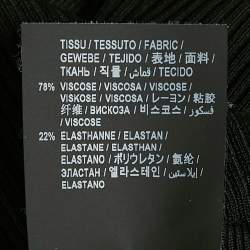 TISSU / TESSUTO / FABRIC /
GEWEBE / TEJIDO / 表地 / 面料 /
ТКАНЬ / 직물 / قماش / TECIDO
78% VISCOSE / VISCOSA / VISCOSE /
VISKOSE / VISCOSA / レーヨン / 粘胶
纤维 / ВИСКОЗА / 비스코스 / فسكوز
/ VISCOSE
22% ELASTHANNE / ELASTAN /
ELASTANE / ELASTHAN /
ELASTANO / ポリウレタン / 氨纶 /
ЭЛАСТАН / 엘라스테인 / إيلاستين /
ELASTANO